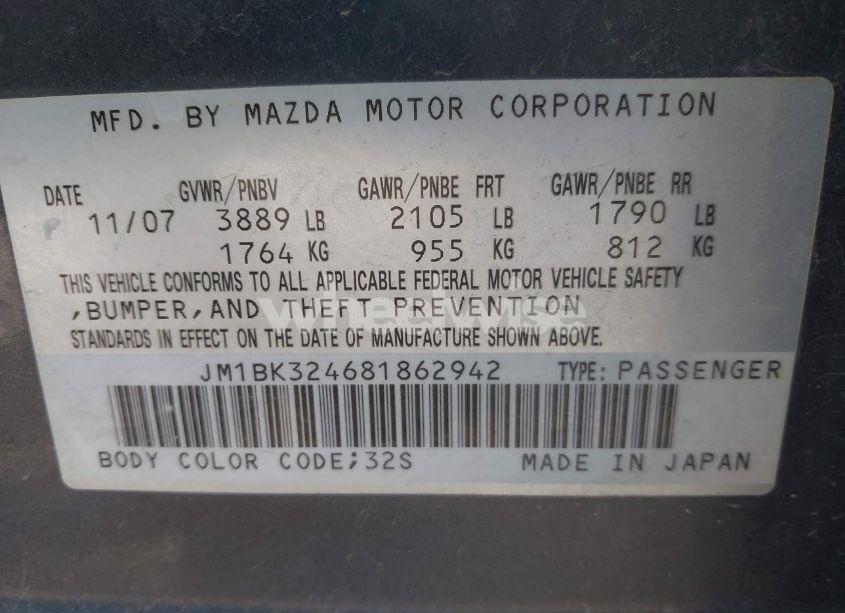 MFD. BY MAZDA MOTOR CORPORATION
DATE GVWR/PNBV GAWR/PNBE FRT GAWR/PNBE RR
11/07 3889 LB 2105 LB 1790 LB
1764 KG 955 KG 812 KG
THIS VEHICLE CONFORMS TO ALL APPLICABLE FEDERAL MOTOR VEHICLE SAFETY
,BUMPER,AND THEFT PREVENTION
wheelwise
STANDARDS IN EFFECT ON THE DATE OF MANUFACTURE SHOWN ABOVE.
JM1BK324681862942 TYPE: PASSENGER
BODY COLOR CODE;32S MADE IN JAPAN